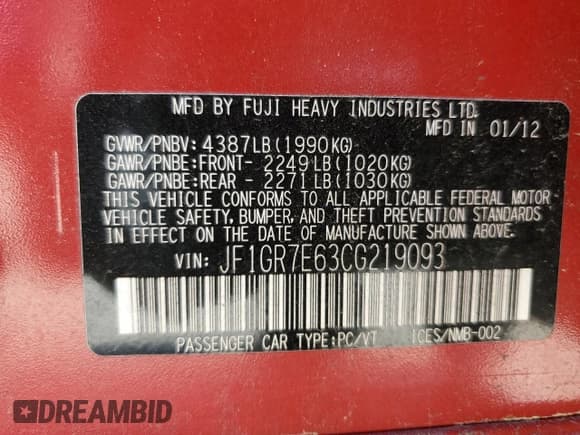 MFD BY FUJI HEAVY INDUSTRIES LTD.
MFD IN 01/12
GVWR/PNBV: 4387LB(1990KG)
GAWR/PNBE:FRONT- 2249LB(1020KG)
GAWR/PNBE:REAR - 2271LB(1030KG)
THIS VEHICLE CONFORMS TO ALL APPLICABLE FEDERAL MOTOR
VEHICLE SAFETY, BUMPER, AND THEFT PREVENTION STANDARDS
IN EFFECT ON THE DATE OF MANUFACTURE SHOWN ABOVE.
VIN: JF1GR7E63CG219093
PASSENGER CAR TYPE:PC/VT ICES/NMB-002
DREAMBID